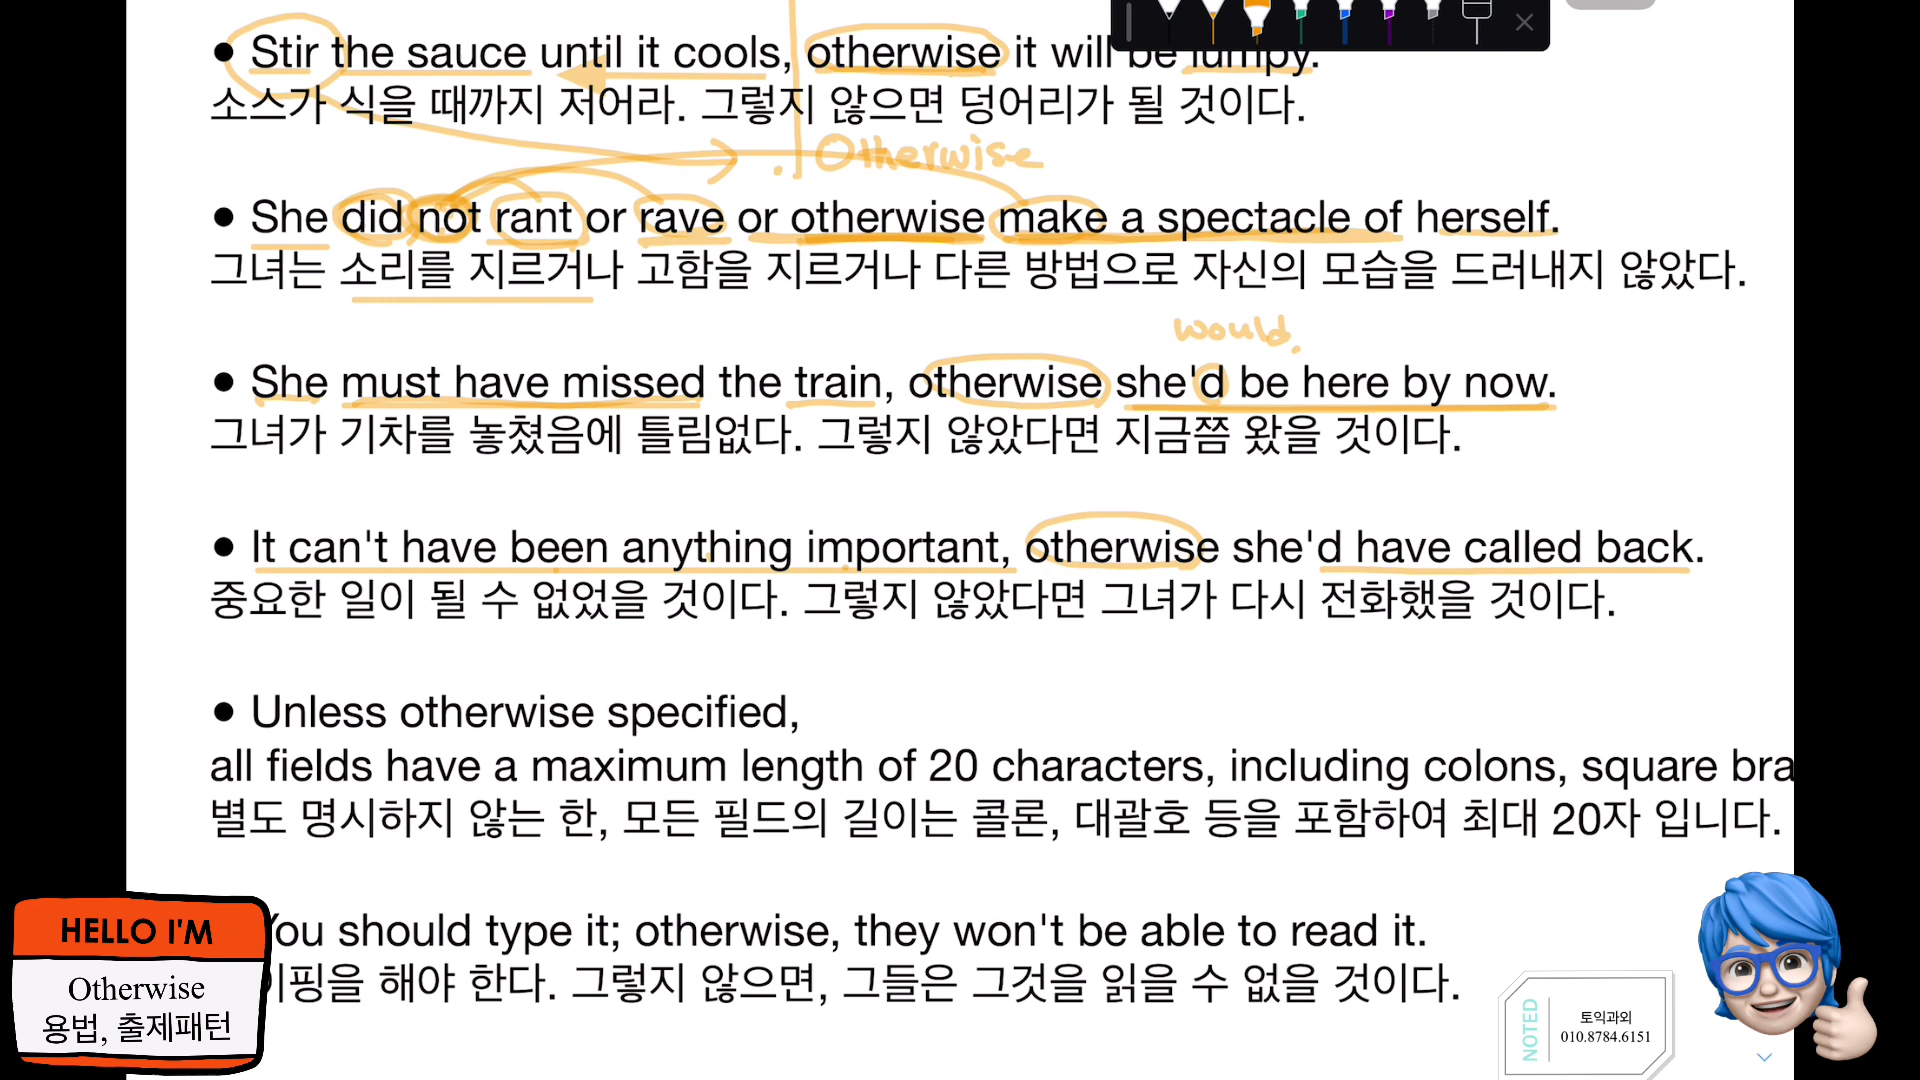 ● Stir the sauce until it cools, otherwise it will be lumpy.
소스가 식을 때까지 저어라. 그렇지 않으면 덩어리가 될 것이다.
. Otherwise
● She did not rant or rave or otherwise make a spectacle of herself.
그녀는 소리를 지르거나 고함을 지르거나 다른 방법으로 자신의 모습을 드러내지 않았다.
would.
● She must have missed the train, otherwise she'd be here by now.
그녀가 기차를 놓쳤음에 틀림없다. 그렇지 않았다면 지금쯤 왔을 것이다.
● It can't have been anything important, otherwise she'd have called back.
중요한 일이 될 수 없었을 것이다. 그렇지 않았다면 그녀가 다시 전화했을 것이다.
● Unless otherwise specified,
all fields have a maximum length of 20 characters, including colons, square bra
별도 명시하지 않는 한, 모든 필드의 길이는 콜론, 대괄호 등을 포함하여 최대 20자 입니다.
You should type it; otherwise, they won't be able to read it.
이핑을 해야 한다. 그렇지 않으면, 그들은 그것을 읽을 수 없을 것이다.
HELLO I'M
Otherwise
용법, 출제패턴
NOTED
토익과외
010.8784.6151